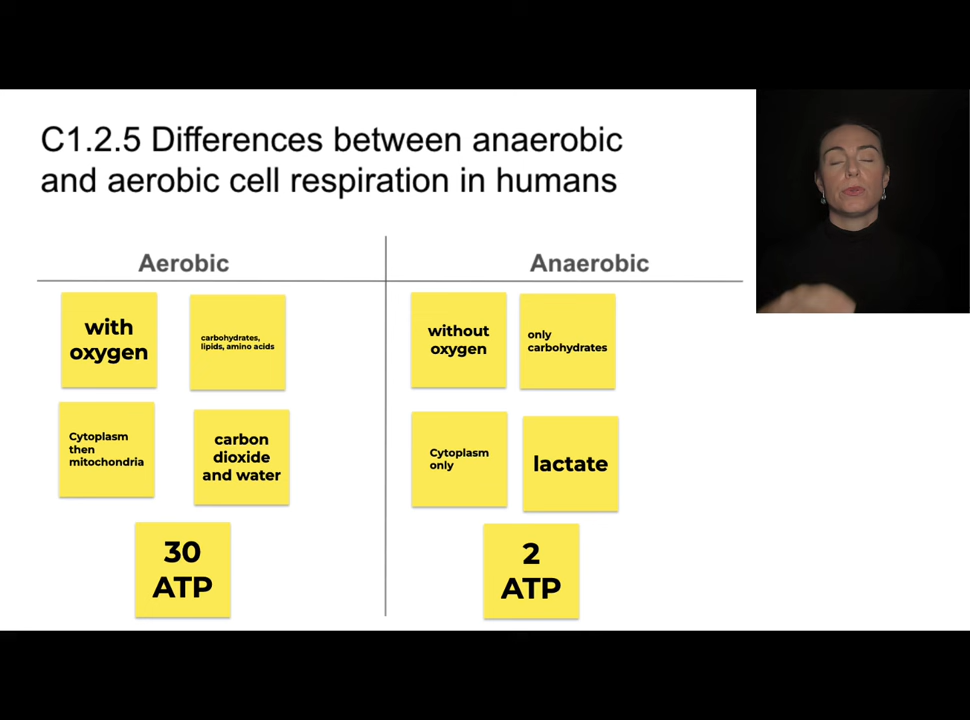 C1.2.5 Differences between anaerobic
and aerobic cell respiration in humans
Aerobic
with
oxygen
carbohydrates,
lipids, amino acids
Cytoplasm
then
mitochondria
carbon
dioxide
and water
30
ATP
Anaerobic
without
oxygen
only
carbohydrates
Cytoplasm
only
lactate
2
ATP